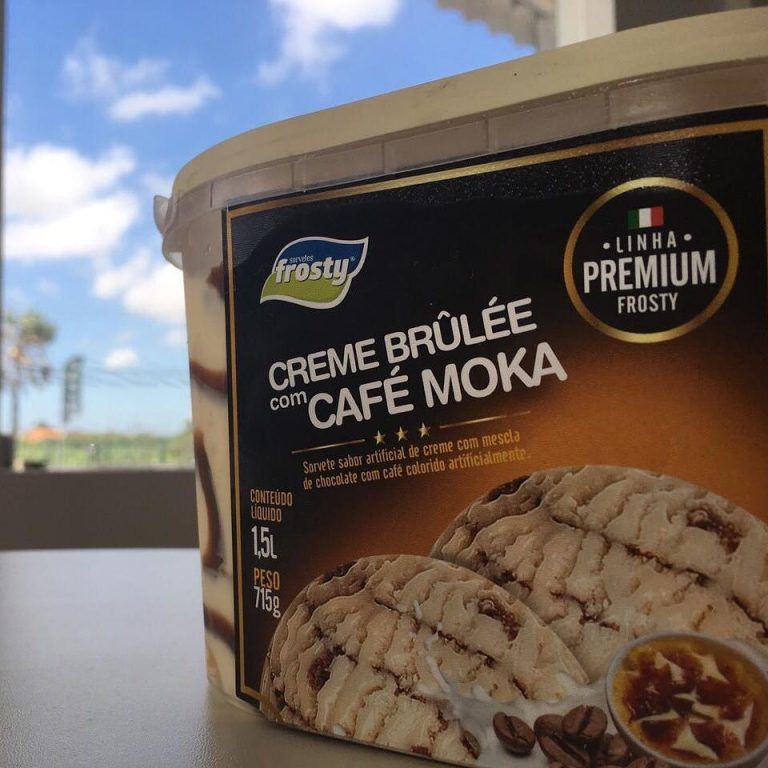 sorvetes
frosty®
• LINHA •
PREMIUM
FROSTY
CREME BRÛLÉE
com CAFÉ MOKA
Sorvete sabor artificial de creme com mescla
de chocolate com café colorido artificialmente.
CONTEÚDO
LÍQUIDO
1,5L
PESO
715g